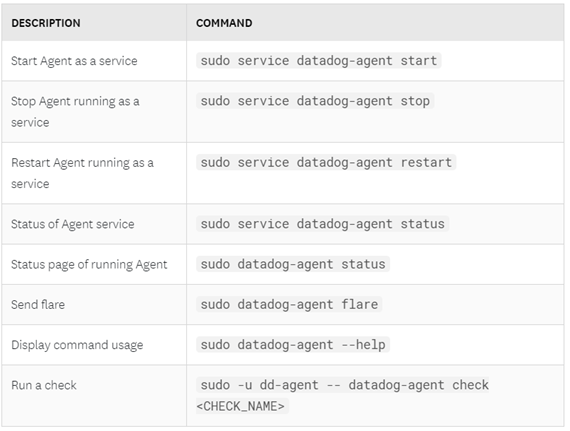 DESCRIPTION COMMAND
Start Agent as a service sudo service datadog-agent start
Stop Agent running as a sudo service datadog-agent stop
service
Restart Agent running as a sudo service datadog-agent restart
service
Status of Agent service sudo service datadog-agent status
Status page of running Agent sudo datadog-agent status
Send flare sudo datadog-agent flare
Display command usage sudo datadog-agent --help
Run a check sudo -u dd-agent -- datadog-agent check
<CHECK_NAME>